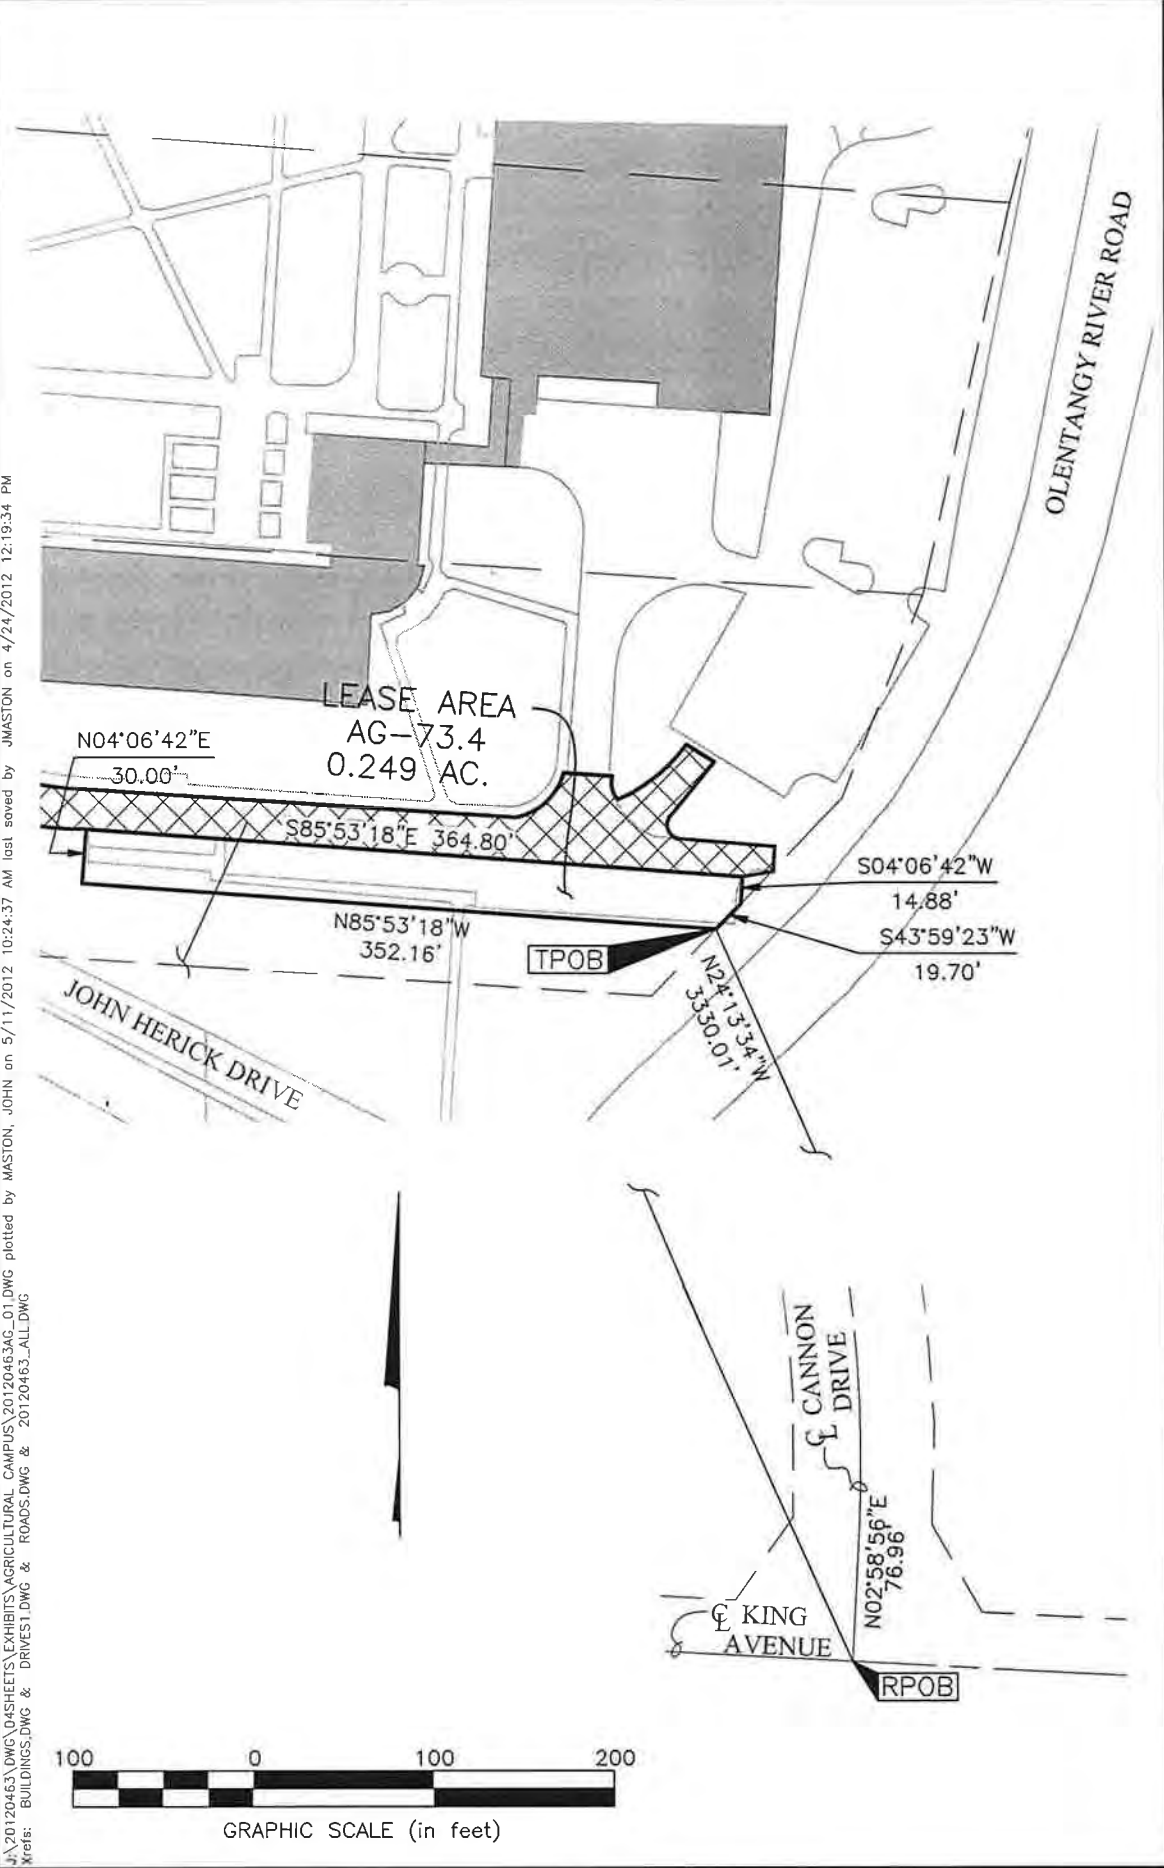 OLENTANGY RIVER ROAD
LEASE AREA
AG-73.4
0.249 AC.
N04°06'42"E
30.00'
S85°53'18"E 364.80'
S04°06'42"W
14.88'
S43°59'23"W
19.70'
N85°53'18"W
352.16'
TPOB
N24°13'34"W
3330.01'
JOHN HERICK DRIVE
℄ CANNON
DRIVE
N02°58'56"E
76.96'
℄ KING
AVENUE
RPOB
100 0 100 200
GRAPHIC SCALE (in feet)
J:\20120463\DWG\04SHEETS\EXHIBITS\AGRICULTURAL CAMPUS\20120463AG_01.DWG plotted by MASTON, JOHN on 5/11/2012 10:24:37 AM last saved by JMASTON on 4/24/2012 12:19:34 PM
Xrefs: BUILDINGS.DWG & DRIVES1.DWG & ROADS.DWG & 20120463_ALL.DWG